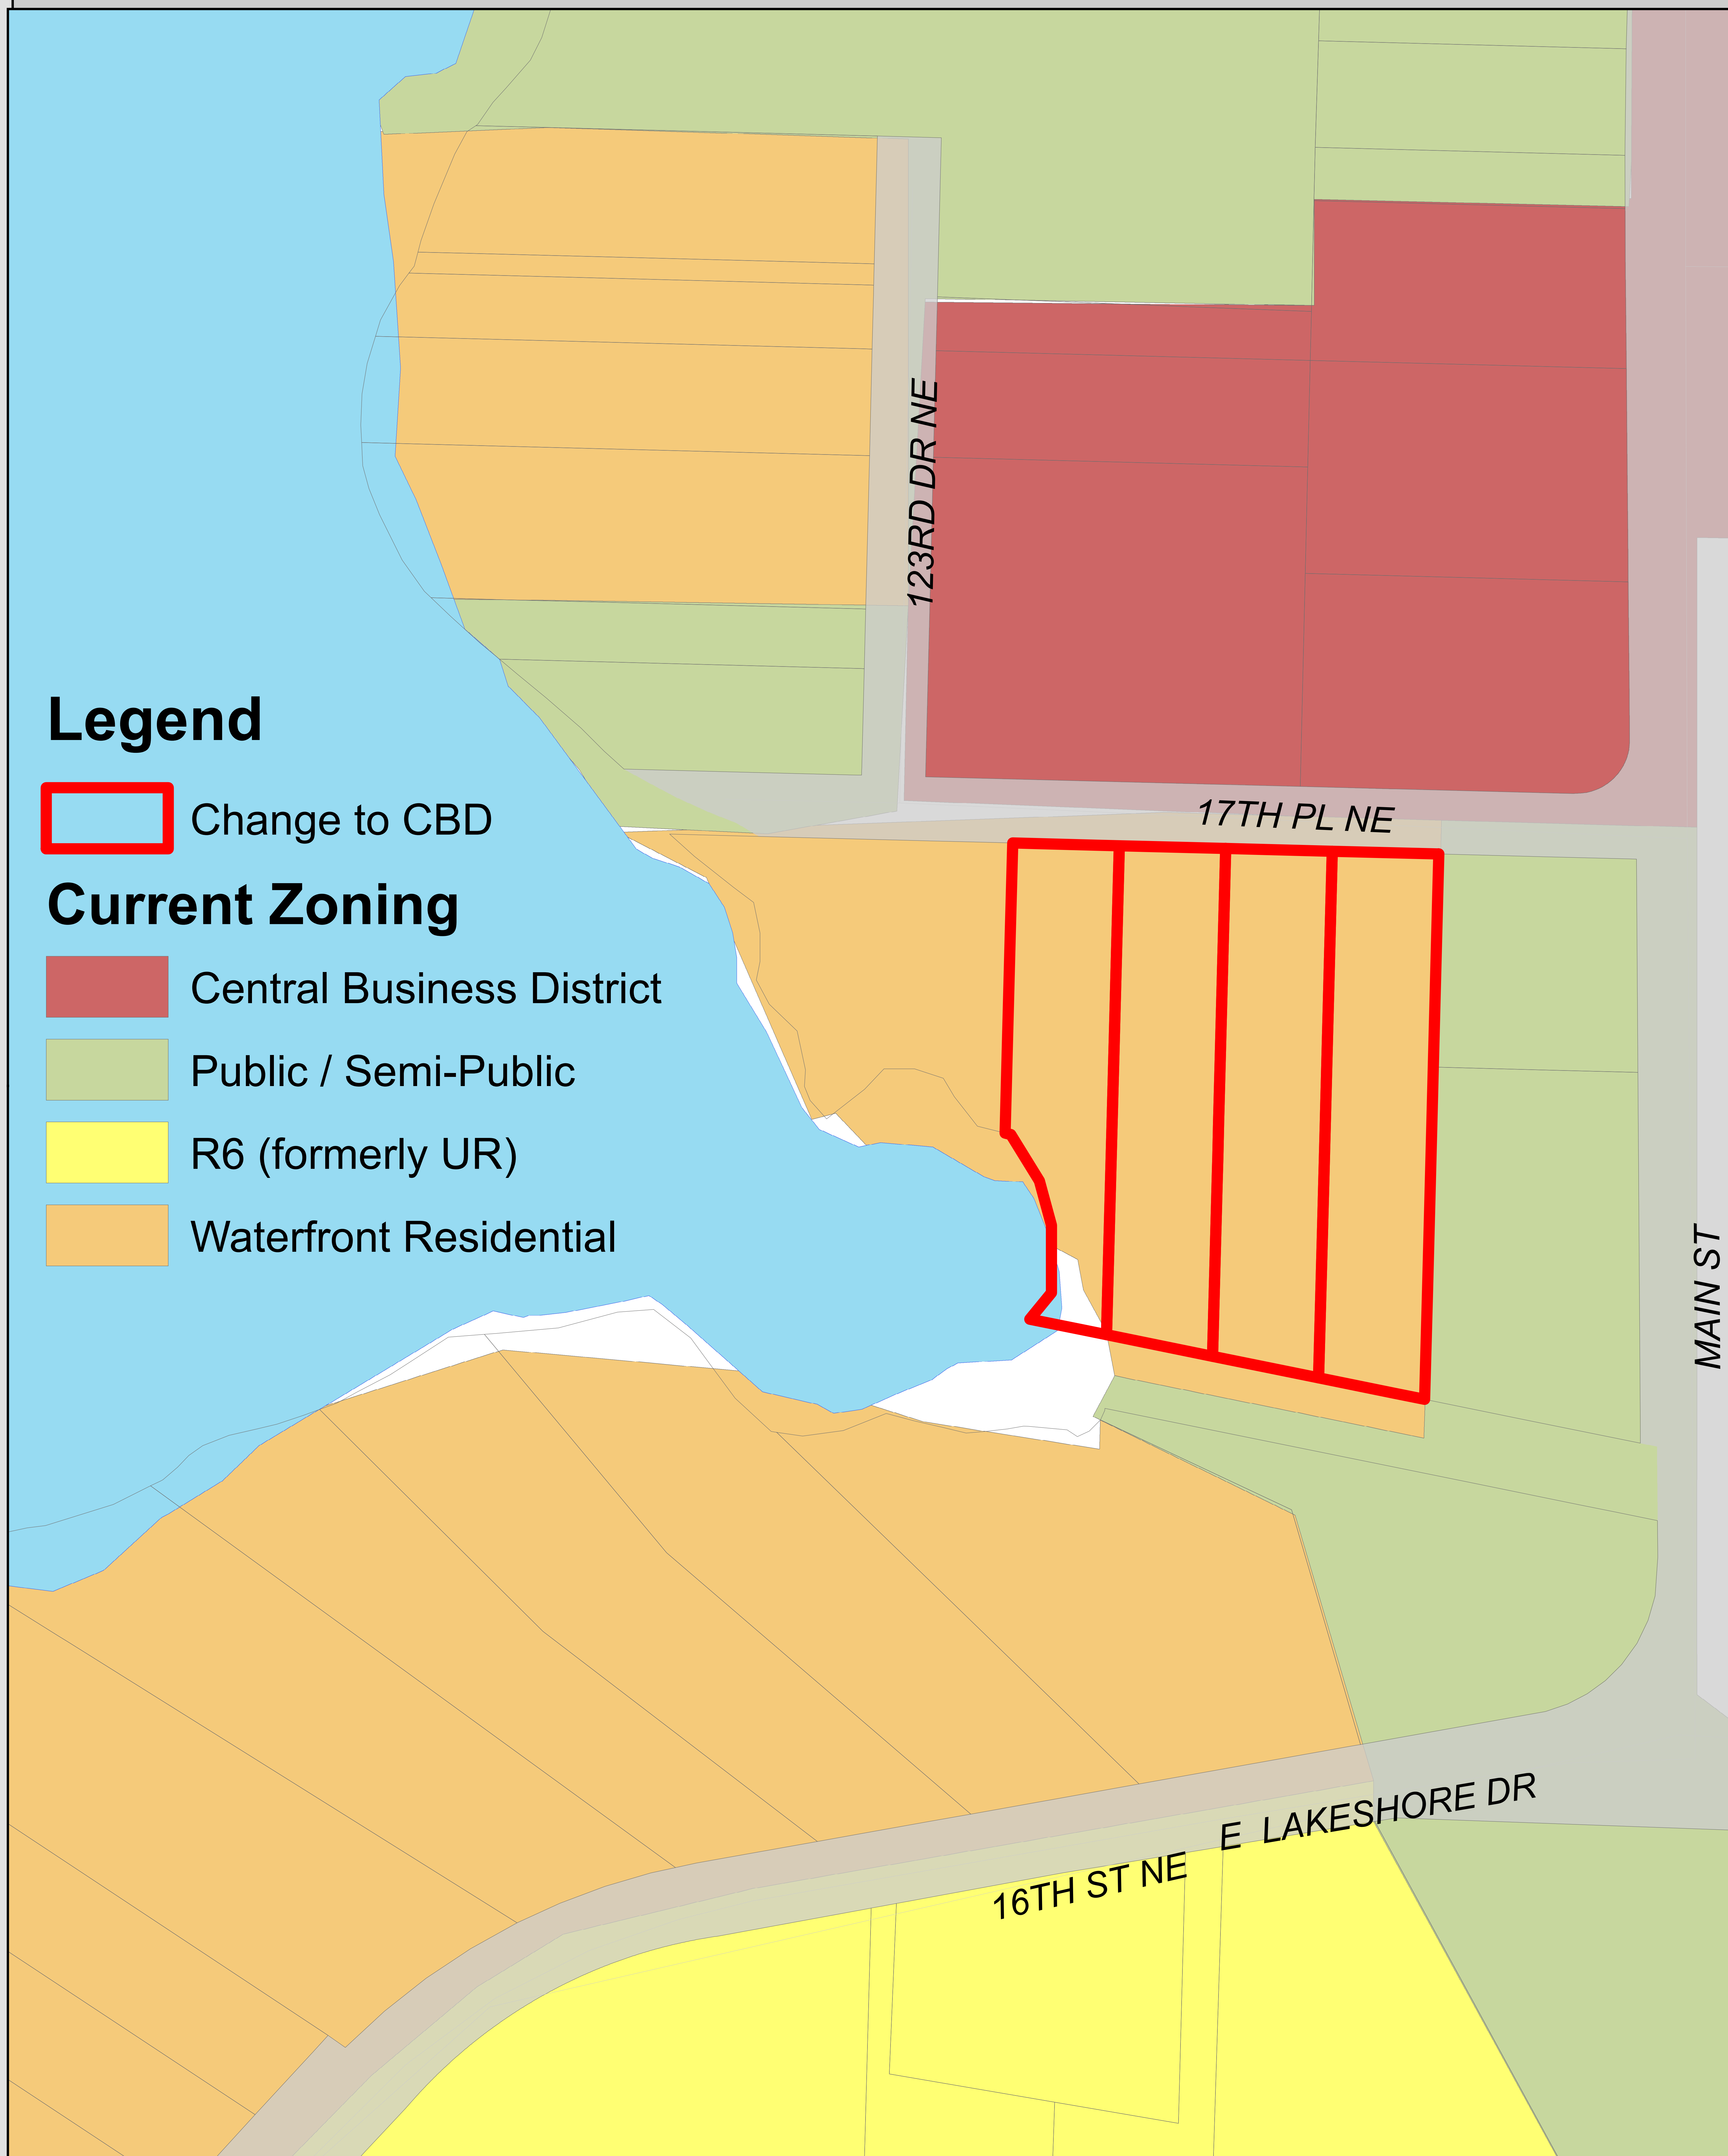 123RD DR NE
Legend
Change to CBD
17TH PL NE
Current Zoning
Central Business District
Public / Semi-Public
R6 (formerly UR)
Waterfront Residential
MAIN ST
E LAKESHORE DR
16TH ST NE